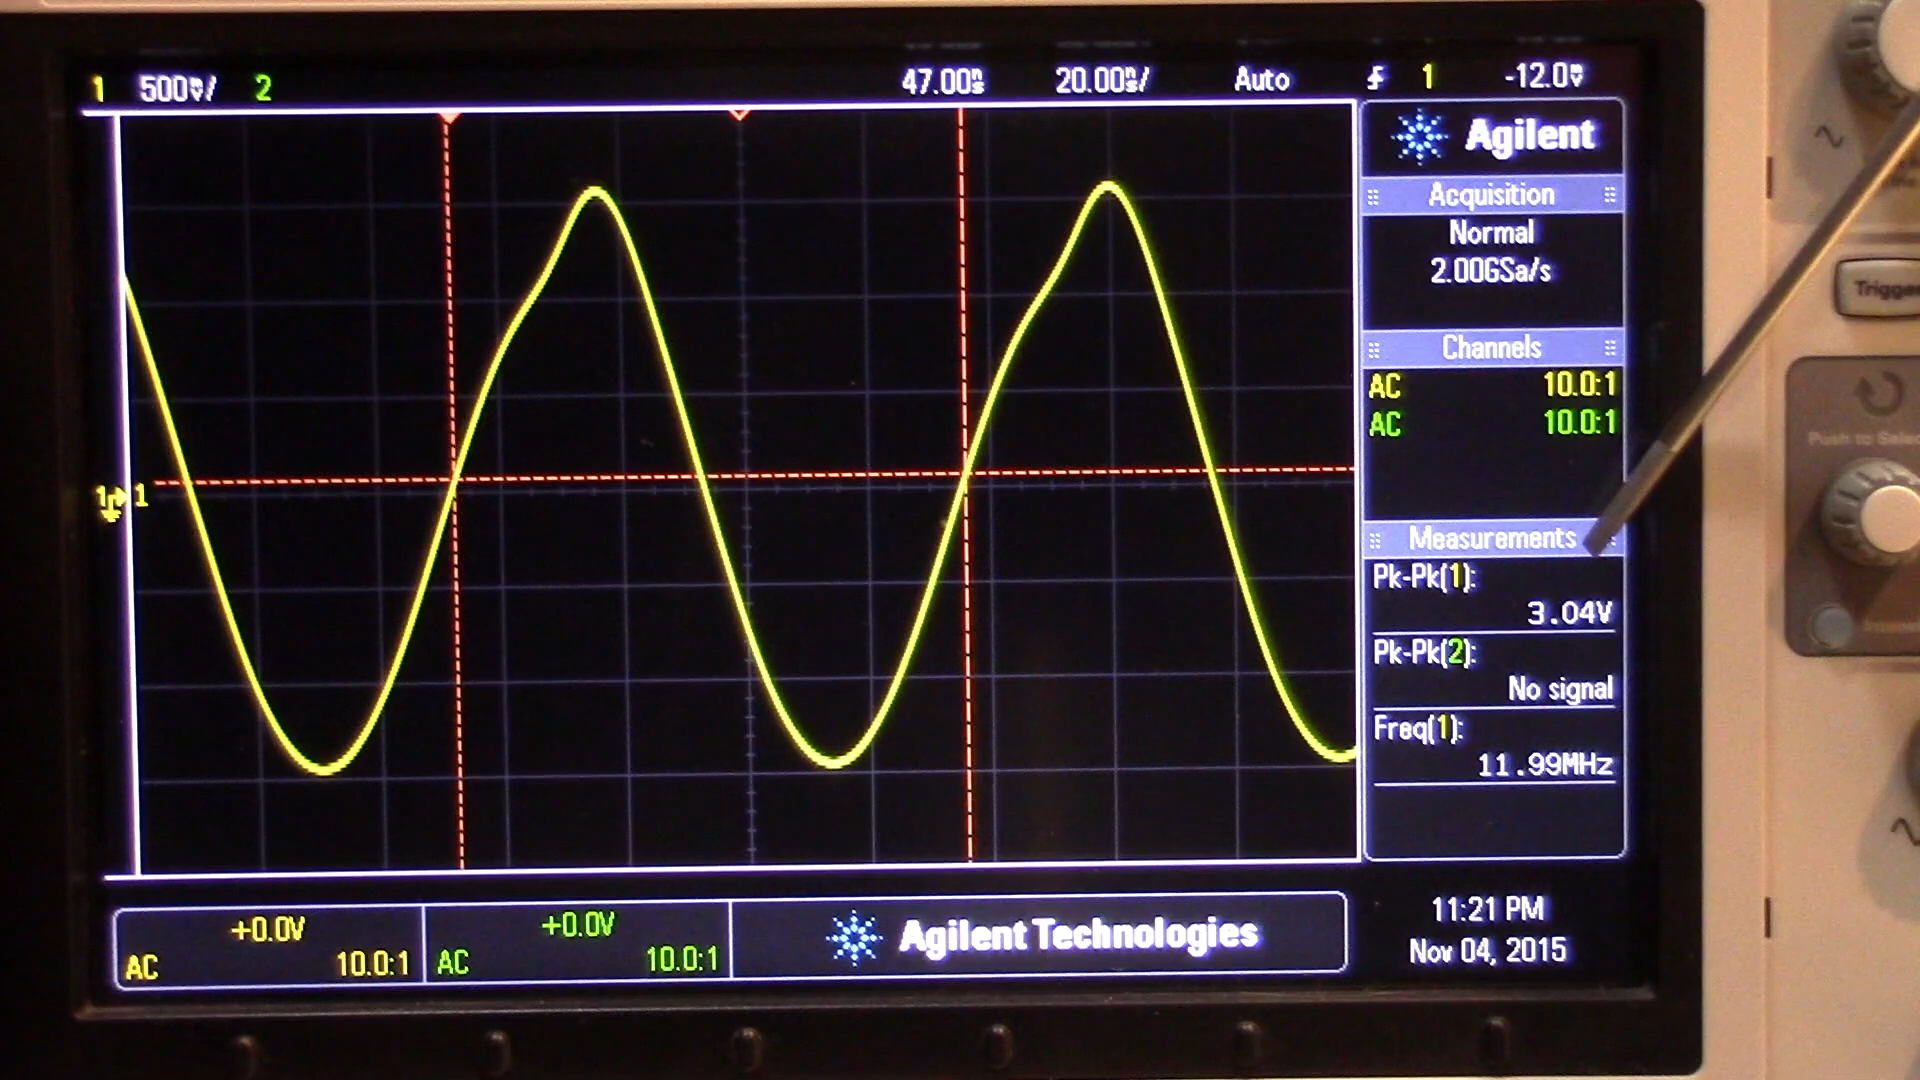 1 500mV/ 2 47.00ns 20.00ns/ Auto 1 -12.0mV
Agilent
Acquisition
Normal
2.00GSa/s
Channels
AC 10.0:1
AC 10.0:1
Measurements
Pk-Pk(1):
3.04V
Pk-Pk(2):
No signal
Freq(1):
11.99MHz
1
+0.0V
AC 10.0:1
+0.0V
AC 10.0:1
Agilent Technologies
11:21 PM
Nov 04, 2015
Push to